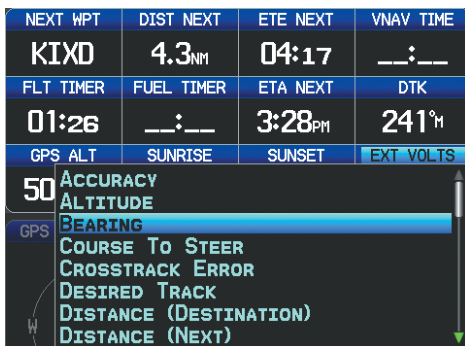 NEXT WPT DIST NEXT ETE NEXT VNAV TIME
KIXD 4.3NM 04:17 __:__
FLT TIMER FUEL TIMER ETA NEXT DTK
01:26 __:__ 3:28PM 241°M
GPS ALT SUNRISE SUNSET EXT VOLTS
50
ACCURACY
ALTITUDE
GPS
BEARING
COURSE TO STEER
CROSSTRACK ERROR
DESIRED TRACK
DISTANCE (DESTINATION)
W
DISTANCE (NEXT)